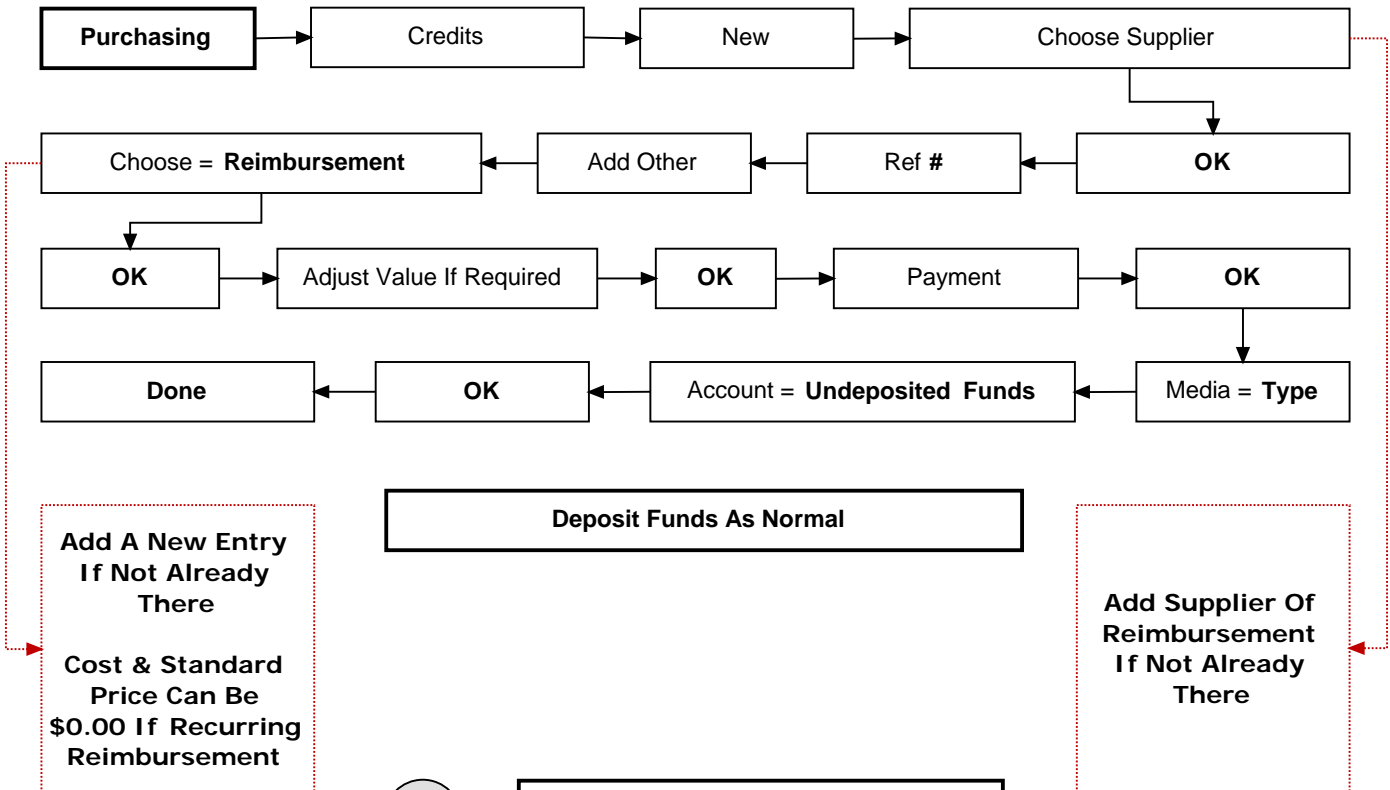 Purchasing
Credits
New
Choose Supplier
OK
Ref #
Add Other
Choose = Reimbursement
OK
Adjust Value If Required
OK
Payment
OK
Media = Type
Account = Undeposited Funds
OK
Done
Deposit Funds As Normal
Add A New Entry
If Not Already
There
Cost & Standard
Price Can Be
$0.00 If Recurring
Reimbursement
Add Supplier Of
Reimbursement
If Not Already
There